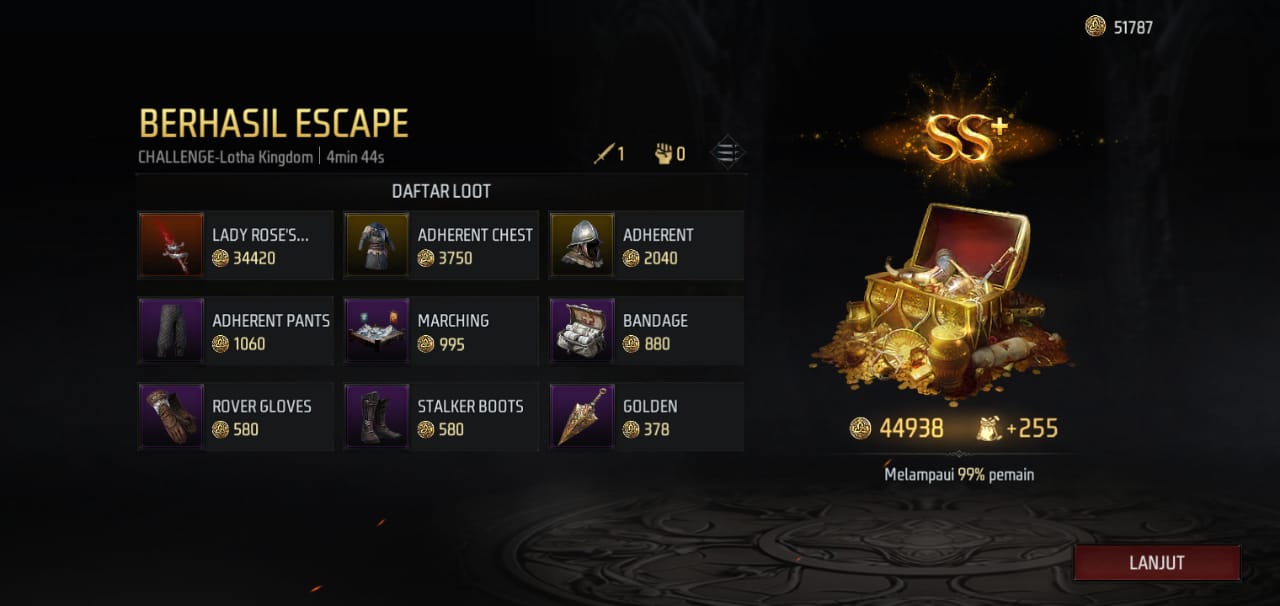 51787
BERHASIL ESCAPE
CHALLENGE-Lotha Kingdom | 4min 44s
1
0
DAFTAR LOOT
LADY ROSE'S...
34420
ADHERENT CHEST
3750
ADHERENT
2040
ADHERENT PANTS
1060
MARCHING
995
BANDAGE
880
ROVER GLOVES
580
STALKER BOOTS
580
GOLDEN
378
SS+
44938
+255
Melampaui 99% pemain
LANJUT